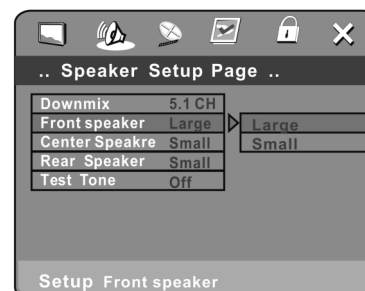 .. Speaker Setup Page ..
Downmix 5.1 CH
Front speaker Large Large
Center Speakre Small Small
Rear Speaker Small
Test Tone Off
Setup Front speaker